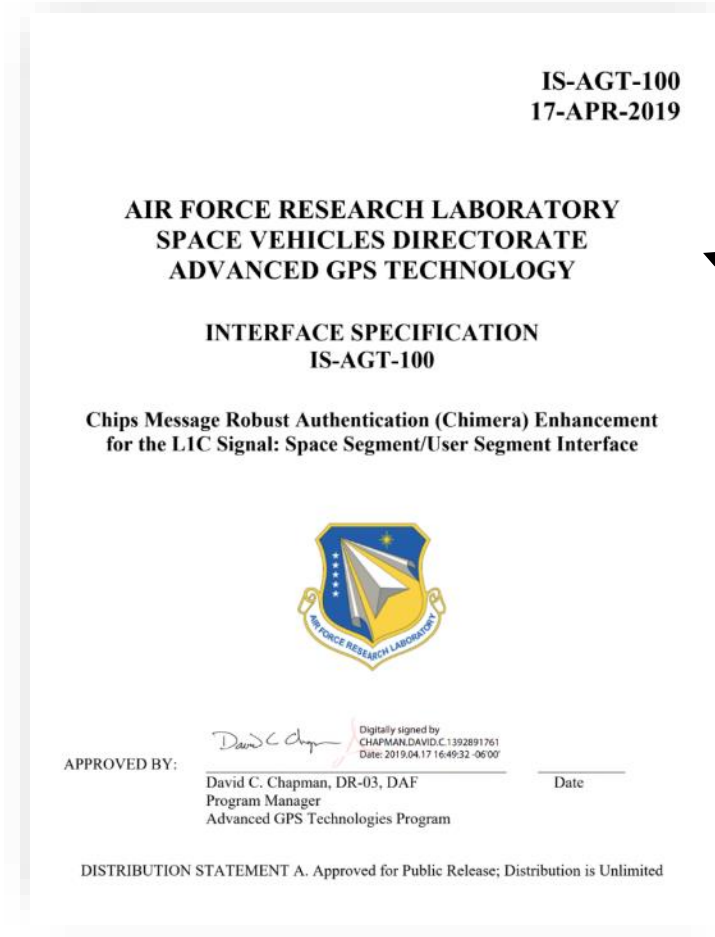 IS-AGT-100
17-APR-2019
AIR FORCE RESEARCH LABORATORY
SPACE VEHICLES DIRECTORATE
ADVANCED GPS TECHNOLOGY
INTERFACE SPECIFICATION
IS-AGT-100
Chips Message Robust Authentication (Chimera) Enhancement
for the L1C Signal: Space Segment/User Segment Interface
AIR FORCE RESEARCH LABORATORY
David C Chapman
Digitally signed by
CHAPMAN.DAVID.C.1392891761
Date: 2019.04.17 16:49:32 -06'00'
APPROVED BY:
David C. Chapman, DR-03, DAF
Date
Program Manager
Advanced GPS Technologies Program
DISTRIBUTION STATEMENT A. Approved for Public Release; Distribution is Unlimited